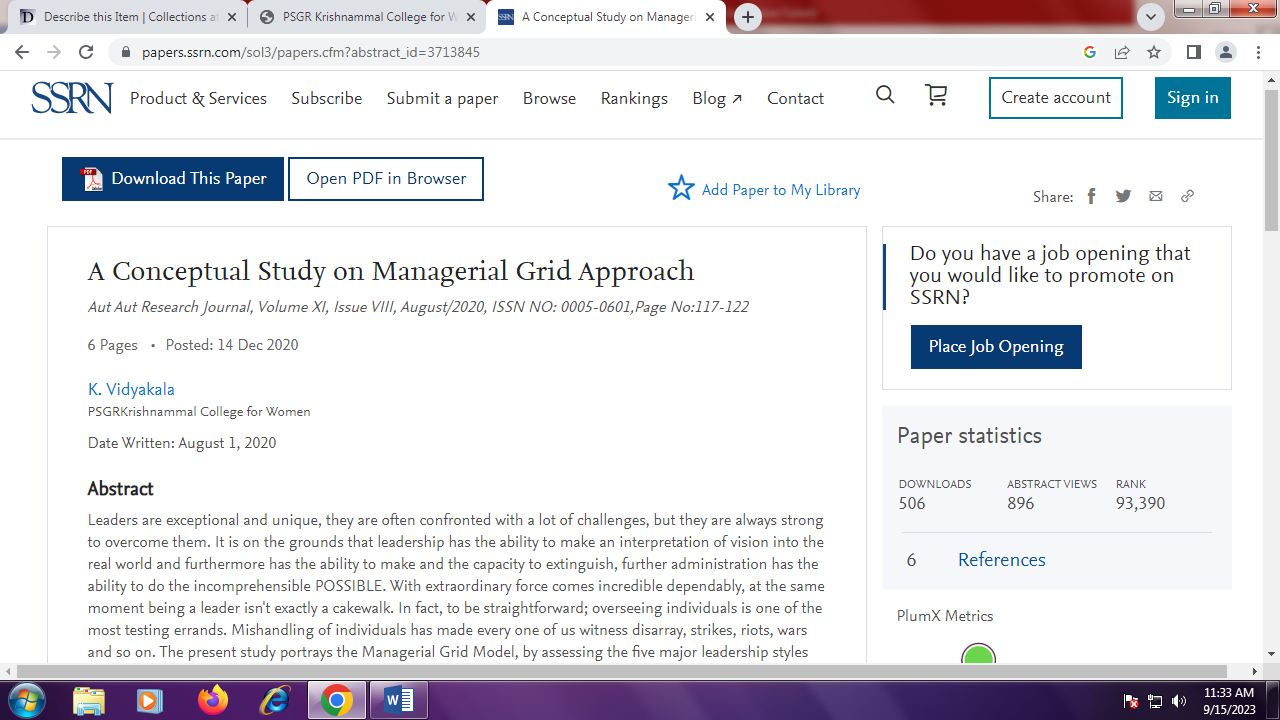 Describe this Item | Collections at
PSGR Krishnammal College for W
A Conceptual Study on Manageri
papers.ssrn.com/sol3/papers.cfm?abstract_id=3713845
SSRN Product & Services Subscribe Submit a paper Browse Rankings Blog ↗ Contact Create account Sign in
Download This Paper Open PDF in Browser
Add Paper to My Library
Share:
A Conceptual Study on Managerial Grid Approach
Aut Aut Research Journal, Volume XI, Issue VIII, August/2020, ISSN NO: 0005-0601,Page No:117-122
6 Pages • Posted: 14 Dec 2020
K. Vidyakala
PSGRKrishnammal College for Women
Date Written: August 1, 2020
Abstract
Leaders are exceptional and unique, they are often confronted with a lot of challenges, but they are always strong
to overcome them. It is on the grounds that leadership has the ability to make an interpretation of vision into the
real world and furthermore has the ability to make and the capacity to extinguish, further administration has the
ability to do the incomprehensible POSSIBLE. With extraordinary force comes incredible dependably, at the same
moment being a leader isn't exactly a cakewalk. In fact, to be straightforward; overseeing individuals is one of the
most testing errands. Mishandling of individuals has made every one of us witness disarray, strikes, riots, wars
and so on. The present study portrays the Managerial Grid Model, by assessing the five major leadership styles
Do you have a job opening that
you would like to promote on
SSRN?
Place Job Opening
Paper statistics
DOWNLOADS ABSTRACT VIEWS RANK
506 896 93,390
6 References
PlumX Metrics
11:33 AM
9/15/2023